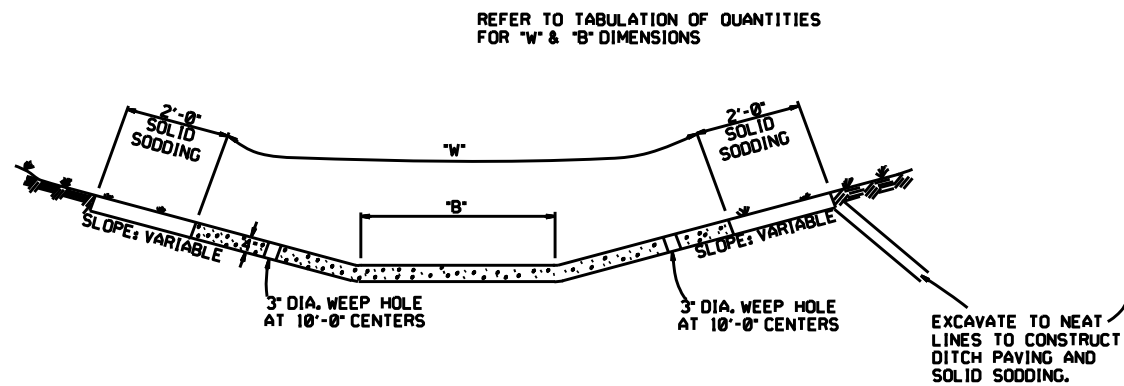 REFER TO TABULATION OF QUANTITIES
FOR "W" & "B" DIMENSIONS
2'-0"
SOLID
SODDING
2'-0"
SOLID
SODDING
"W"
"B"
SLOPE: VARIABLE
4"
SLOPE: VARIABLE
3" DIA. WEEP HOLE
AT 10'-0" CENTERS
3" DIA. WEEP HOLE
AT 10'-0" CENTERS
EXCAVATE TO NEAT
LINES TO CONSTRUCT
DITCH PAVING AND
SOLID SODDING.